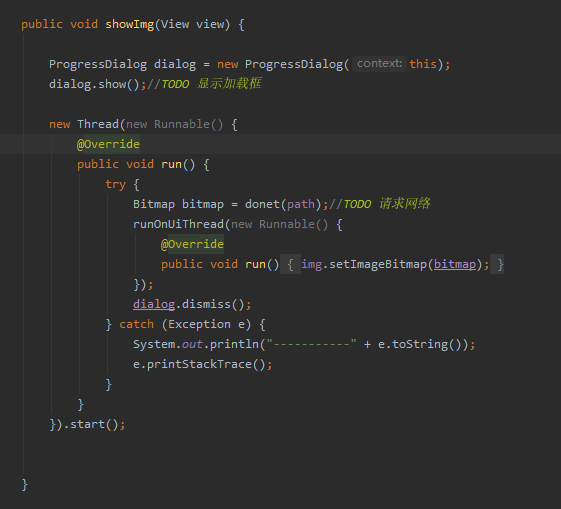 public void showImg(View view) {
ProgressDialog dialog = new ProgressDialog( context: this);
dialog.show();//TODO 显示加载框
new Thread(new Runnable() {
@Override
public void run() {
try {
Bitmap bitmap = donet(path);//TODO 请求网络
runOnUiThread(new Runnable() {
@Override
public void run() { img.setImageBitmap(bitmap); }
});
dialog.dismiss();
} catch (Exception e) {
System.out.println("-----------" + e.toString());
e.printStackTrace();
}
}
}).start();
}